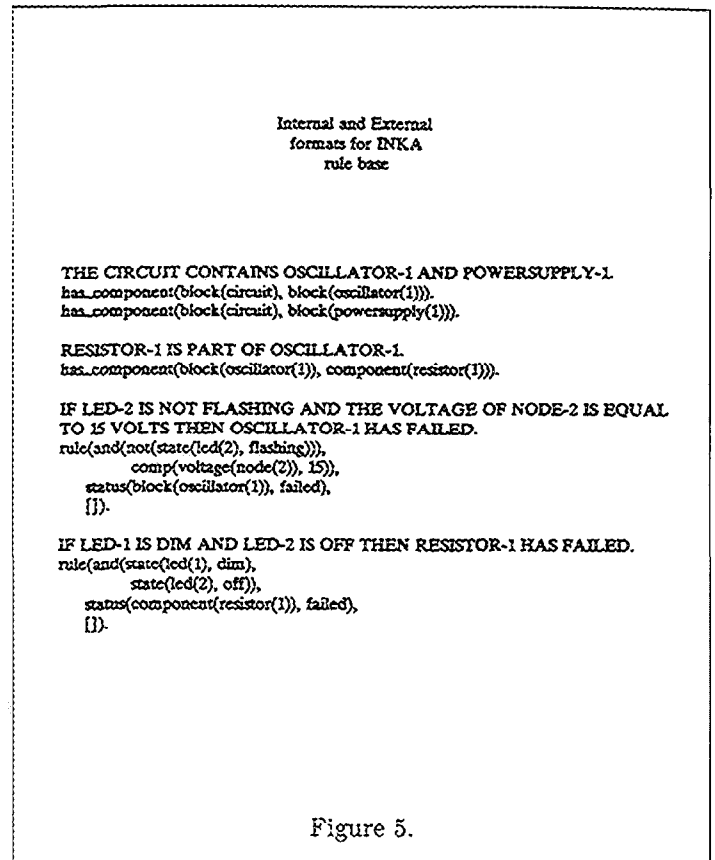 Internal and External
formats for INKA
rule base
THE CIRCUIT CONTAINS OSCILLATOR-1 AND POWERSUPPLY-1.
has_component(block(circuit), block(oscillator(1))).
has_component(block(circuit), block(powersupply(1))).
RESISTOR-1 IS PART OF OSCILLATOR-1.
has_component(block(oscillator(1)), component(resistor(1))).
IF LED-2 IS NOT FLASHING AND THE VOLTAGE OF NODE-2 IS EQUAL
TO 15 VOLTS THEN OSCILLATOR-1 HAS FAILED.
rule(and(not(state(led(2), flashing))),
comp(voltage(node(2)), 15)),
status(block(oscillator(1)), failed),
[]).
IF LED-1 IS DIM AND LED-2 IS OFF THEN RESISTOR-1 HAS FAILED.
rule(and(state(led(1), dim),
state(led(2), off)),
status(component(resistor(1)), failed),
[]).
Figure 5.